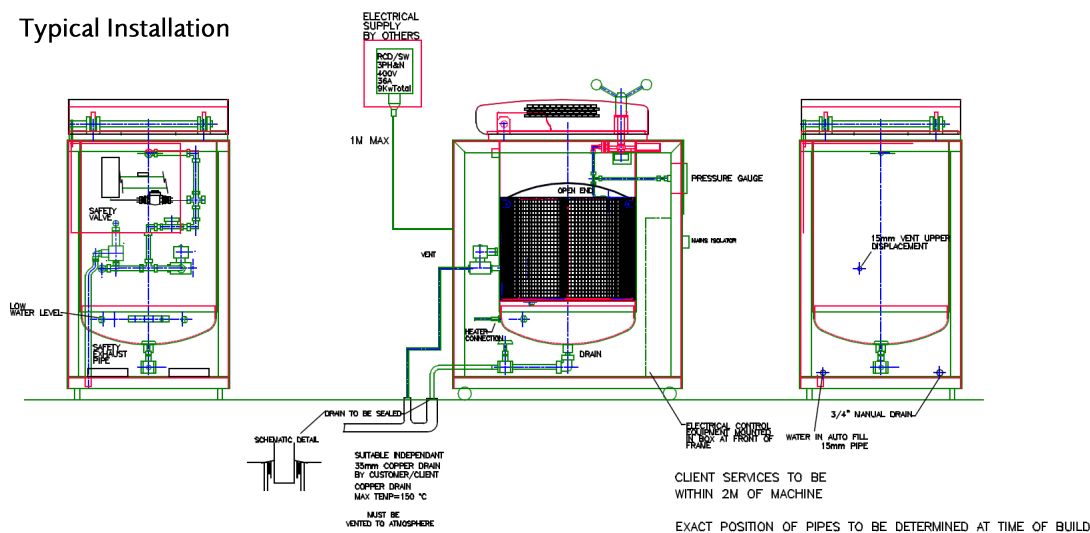 Typical Installation
ELECTRICAL
SUPPLY
BY OTHERS
RCD/SW
3PH&N
400V
36A
9KwTotal
1M MAX
SAFETY
VALVE
LOW
WATER LEVEL
SAFETY
EXHAUST
PIPE
OPEN END
PRESSURE GAUGE
MAINS ISOLATOR
VENT
HEATER
CONNECTION
DRAIN
15mm VENT UPPER
DISPLACEMENT
DRAIN TO BE SEALED
SCHEMATIC DETAIL
SUITABLE INDEPENDANT
35mm COPPER DRAIN
BY CUSTOMER/CLIENT
COPPER DRAIN
MAX TEMP=150 °C
MUST BE
VENTED TO ATMOSPHERE
ELECTRICAL CONTROL
EQUIPMENT MOUNTED
IN BOX AT FRONT OF
FRAME
3/4" MANUAL DRAIN
WATER IN AUTO FILL
15mm PIPE
CLIENT SERVICES TO BE
WITHIN 2M OF MACHINE
EXACT POSITION OF PIPES TO BE DETERMINED AT TIME OF BUILD